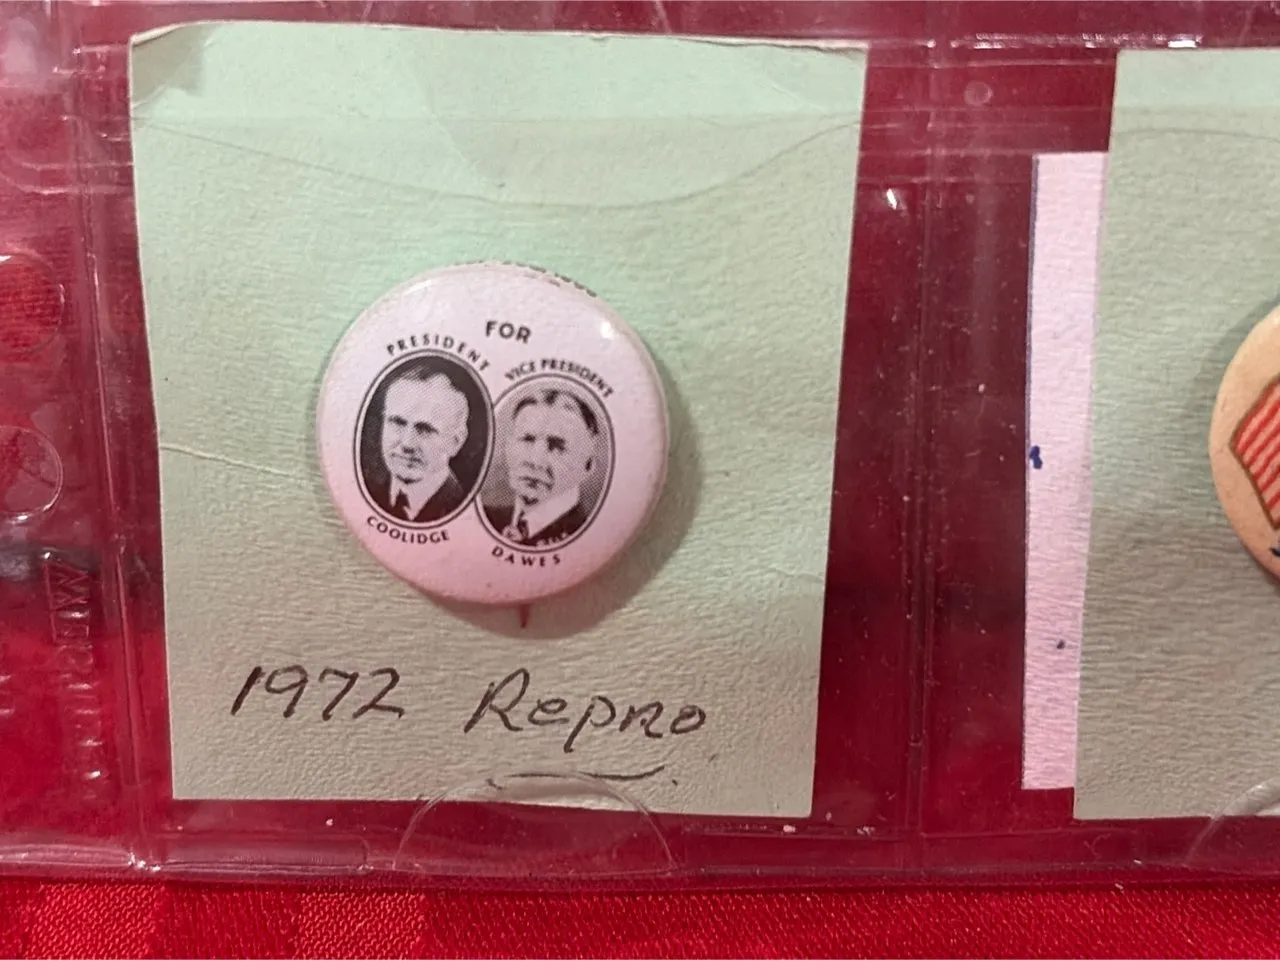 FOR
PRESIDENT
VICE PRESIDENT
COOLIDGE
DAWES
1972 Repro